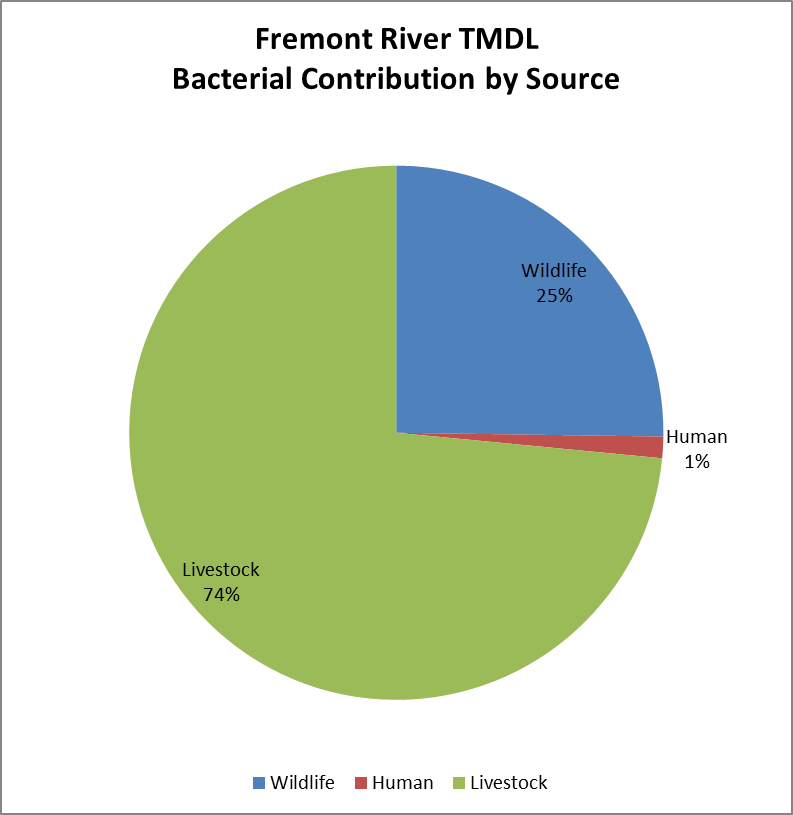 Fremont River TMDL
Bacterial Contribution by Source
Wildlife
25%
Human
1%
Livestock
74%
Wildlife Human Livestock